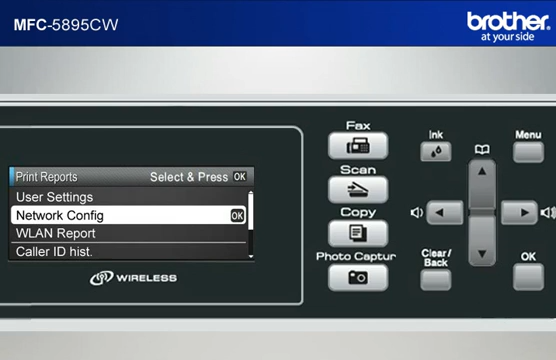 MFC-5895CW
brother
at your side
Print Reports Select & Press OK
User Settings
Network Config OK
WLAN Report
Caller ID hist.
WIRELESS
Fax
Scan
Copy
Photo Captur
Ink
Menu
Clear/
Back
OK